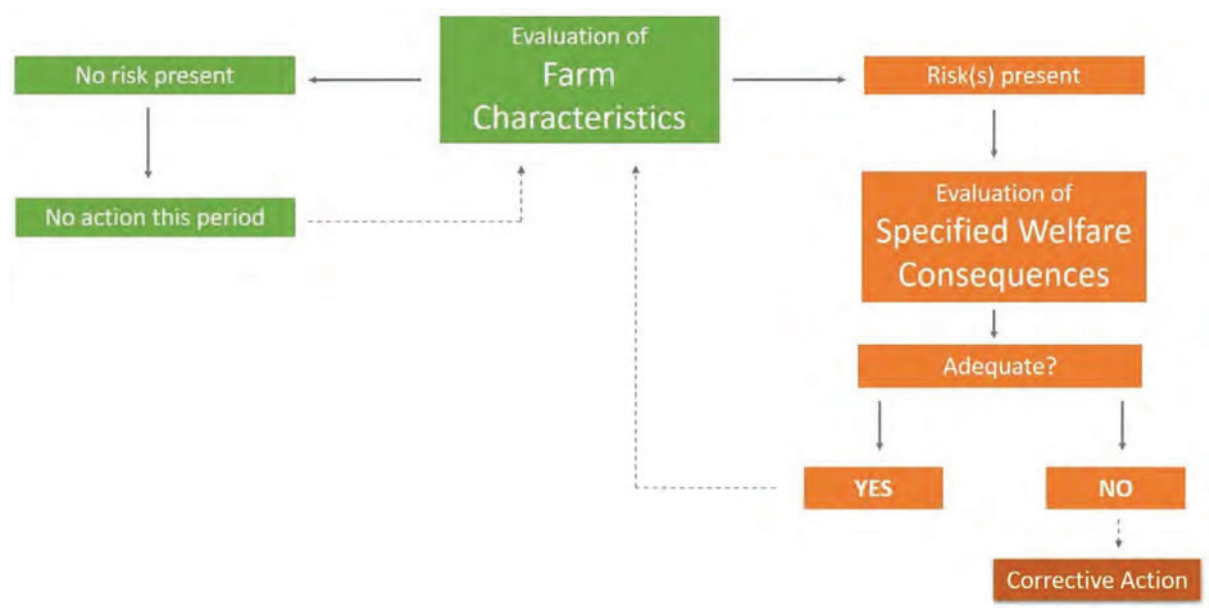 Evaluation of
Farm
Characteristics
No risk present
Risk(s) present
No action this period
Evaluation of
Specified Welfare
Consequences
Adequate?
YES
NO
Corrective Action